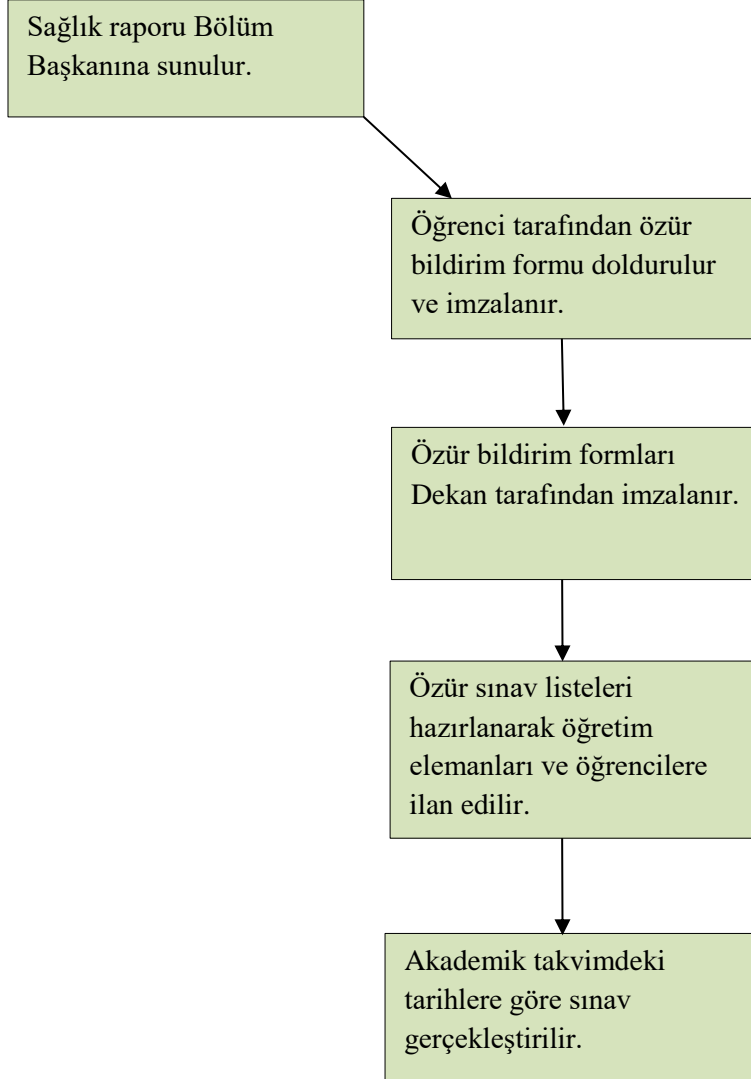 Sağlık raporu Bölüm
Başkanına sunulur.
Öğrenci tarafından özür
bildirim formu doldurulur
ve imzalanır.
Özür bildirim formları
Dekan tarafından imzalanır.
Özür sınav listeleri
hazırlanarak öğretim
elemanları ve öğrencilere
ilan edilir.
Akademik takvimdeki
tarihlere göre sınav
gerçekleştirilir.